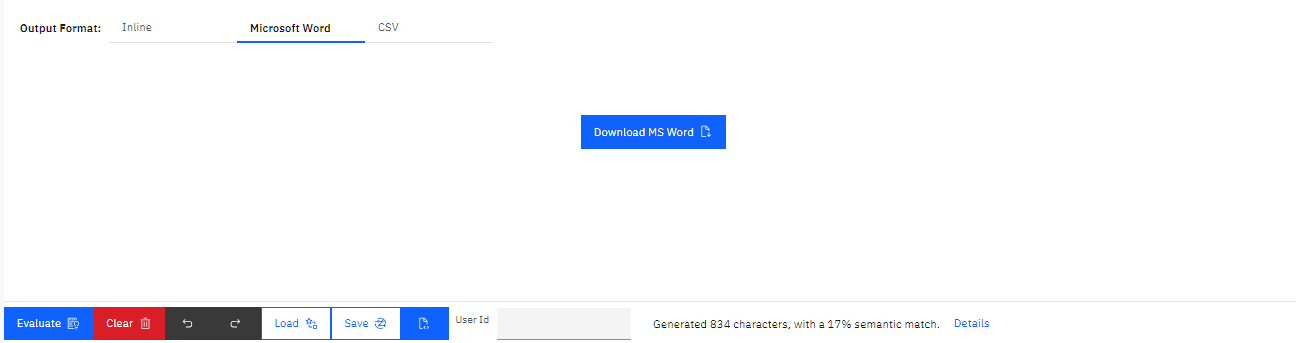 Output Format: Inline Microsoft Word CSV
Download MS Word
Evaluate Clear Load Save User Id Generated 834 characters, with a 17% semantic match. Details